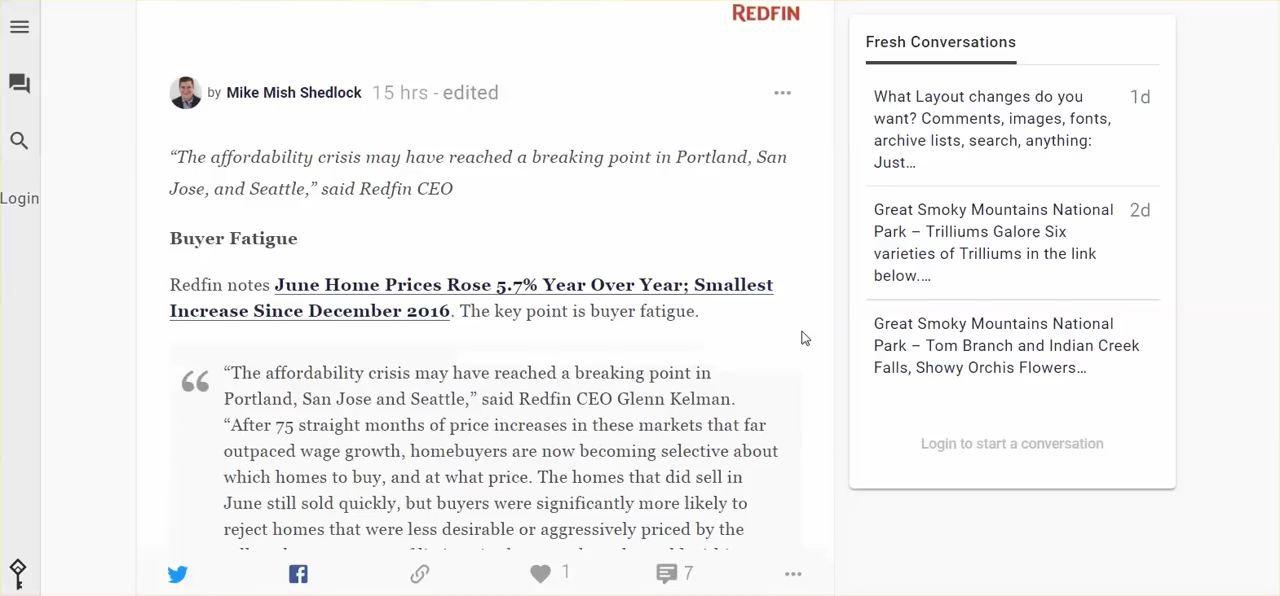 REDFIN
by Mike Mish Shedlock 15 hrs - edited
“The affordability crisis may have reached a breaking point in Portland, San
Jose, and Seattle,” said Redfin CEO
Buyer Fatigue
Redfin notes June Home Prices Rose 5.7% Year Over Year; Smallest
Increase Since December 2016. The key point is buyer fatigue.
“The affordability crisis may have reached a breaking point in
Portland, San Jose and Seattle,” said Redfin CEO Glenn Kelman.
“After 75 straight months of price increases in these markets that far
outpaced wage growth, homebuyers are now becoming selective about
which homes to buy, and at what price. The homes that did sell in
June still sold quickly, but buyers were significantly more likely to
reject homes that were less desirable or aggressively priced by the
1
7
Login
Fresh Conversations
What Layout changes do you 1d
want? Comments, images, fonts,
archive lists, search, anything:
Just…
Great Smoky Mountains National 2d
Park – Trilliums Galore Six
varieties of Trilliums in the link
below.…
Great Smoky Mountains National
Park – Tom Branch and Indian Creek
Falls, Showy Orchis Flowers…
Login to start a conversation